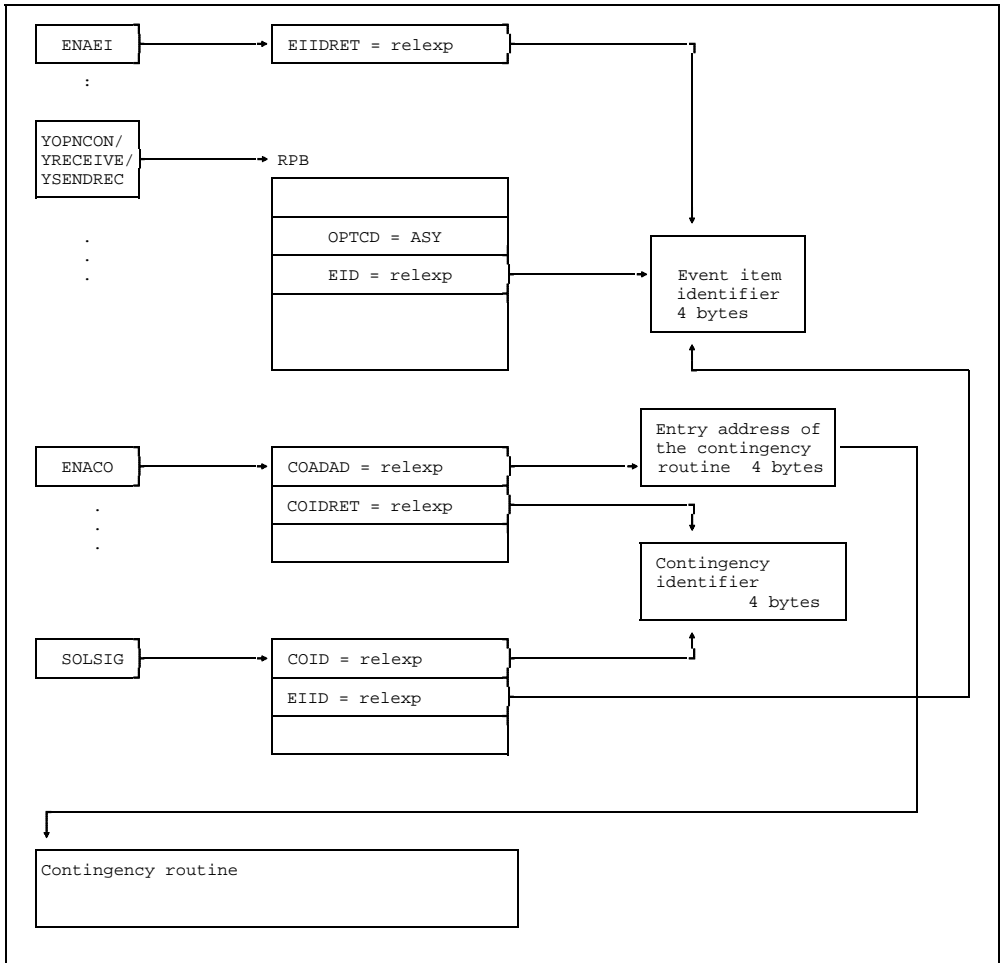 ENAEI
EIIDRET = relexp
:
YOPNCON/
YRECEIVE/
YSENDREC
RPB
OPTCD = ASY
EID = relexp
.
.
.
Event item
identifier
4 bytes
ENACO
COADAD = relexp
COIDRET = relexp
.
.
.
Entry address of
the contingency
routine 4 bytes
Contingency
identifier
4 bytes
SOLSIG
COID = relexp
EIID = relexp
Contingency routine